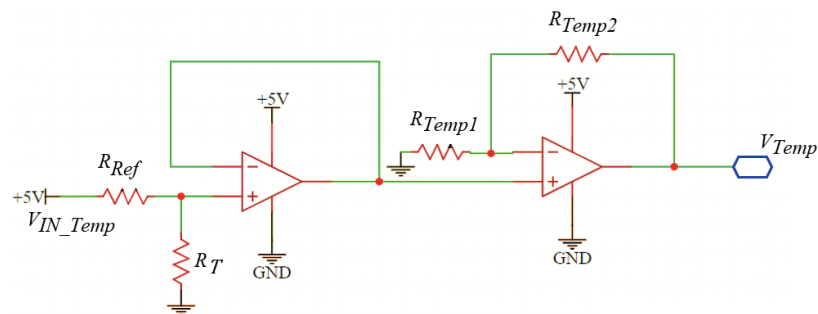 R_Temp2
+5V
+5V
R_Temp1
V_Temp
R_Ref
−
+
−
+
+5V
V_IN_Temp
R_T
GND
GND